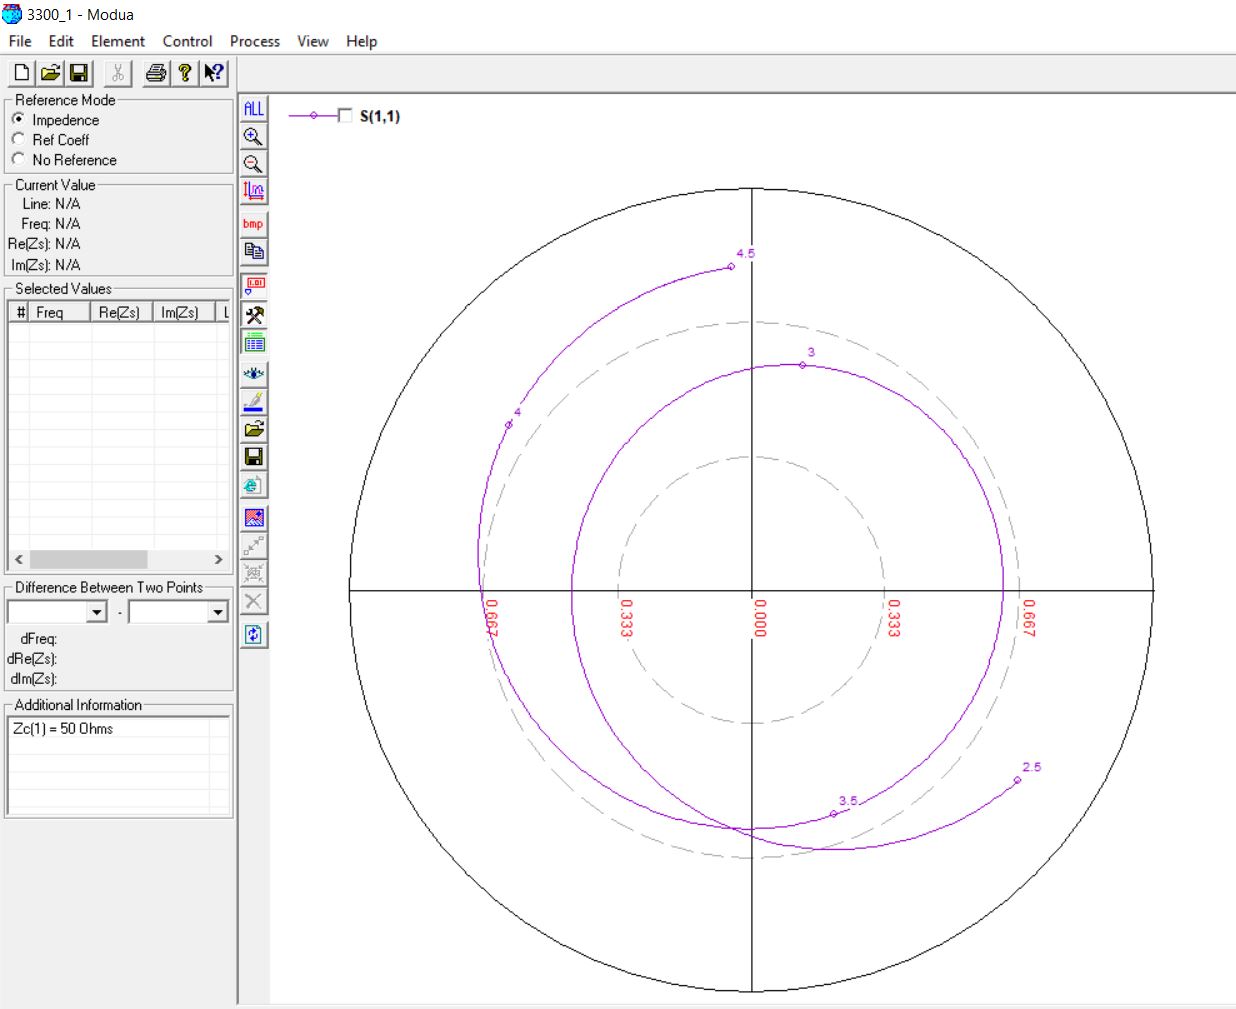 3300_1 - Modua
File Edit Element Control Process View Help
Reference Mode
Impedence
Ref Coeff
No Reference
Current Value
Line: N/A
Freq: N/A
Re(Zs): N/A
Im(Zs): N/A
Selected Values
# Freq Re(Zs) Im(Zs) L
Difference Between Two Points
-
dFreq:
dRe(Zs):
dIm(Zs):
Additional Information
Zc(1) = 50 Ohms
ALL
bmp
1.01
S(1,1)
4.5
3
4
0.667
0.333
0.000
0.333
0.667
2.5
3.5